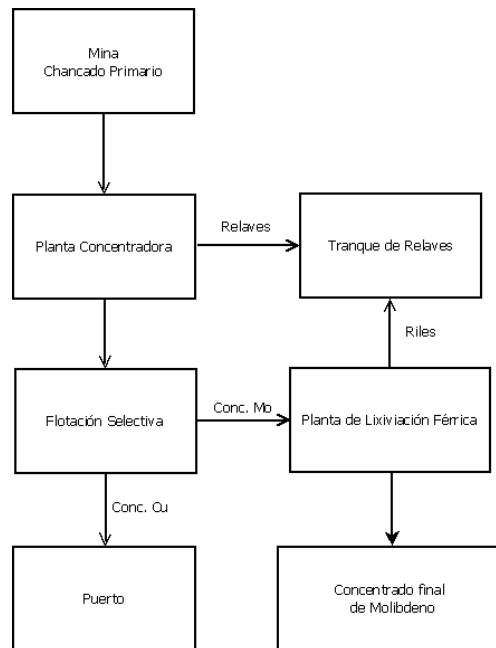 Mina
Chancado Primario
Relaves
Planta Concentradora
Tranque de Relaves
Riles
Flotación Selectiva
Conc. Mo
Planta de Lixiviación Férrica
Conc. Cu
Puerto
Concentrado final
de Molibdeno